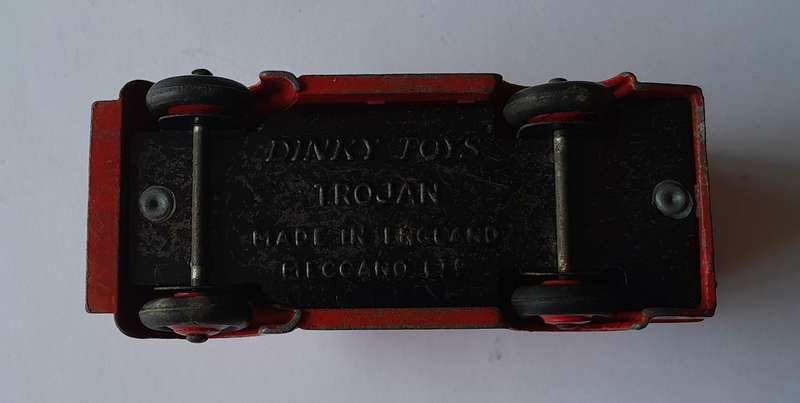 DINKY TOYS
TROJAN
MADE IN ENGLAND
MECCANO LTD